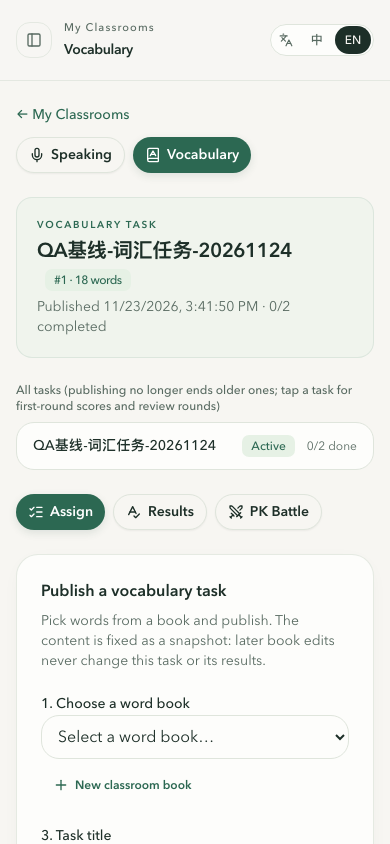 My Classrooms
Vocabulary
中
EN
← My Classrooms
Speaking
Vocabulary
VOCABULARY TASK
QA基线-词汇任务-20261124
#1 · 18 words
Published 11/23/2026, 3:41:50 PM · 0/2
completed
All tasks (publishing no longer ends older ones; tap a task for
first-round scores and review rounds)
QA基线-词汇任务-20261124
Active
0/2 done
Assign
Results
PK Battle
Publish a vocabulary task
Pick words from a book and publish. The
content is fixed as a snapshot: later book edits
never change this task or its results.
1. Choose a word book
Select a word book...
+ New classroom book
3. Task title